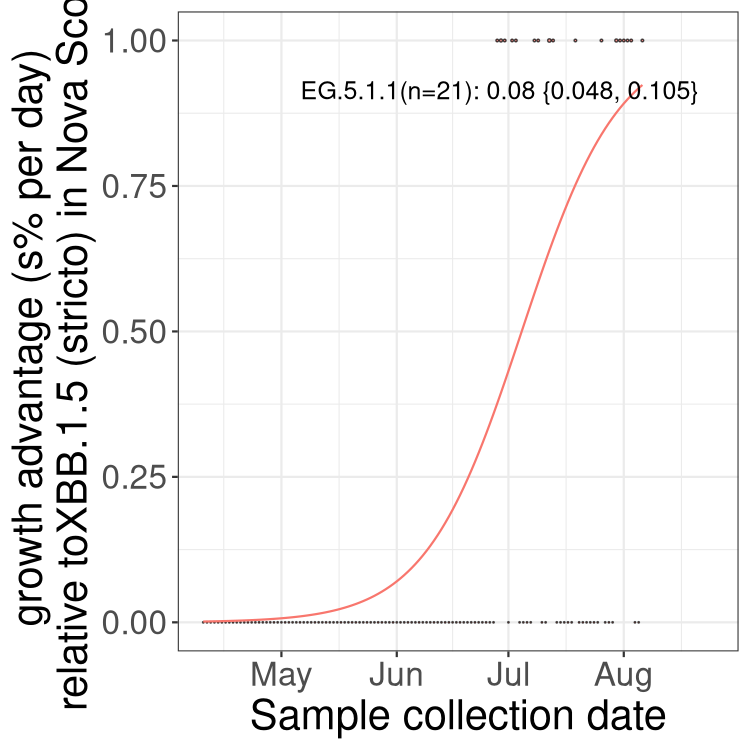 growth advantage (s% per day)
relative toXBB.1.5 (stricto) in Nova Sco
1.00
0.75
0.50
0.25
0.00
EG.5.1.1(n=21): 0.08 {0.048, 0.105}
May Jun Jul Aug
Sample collection date